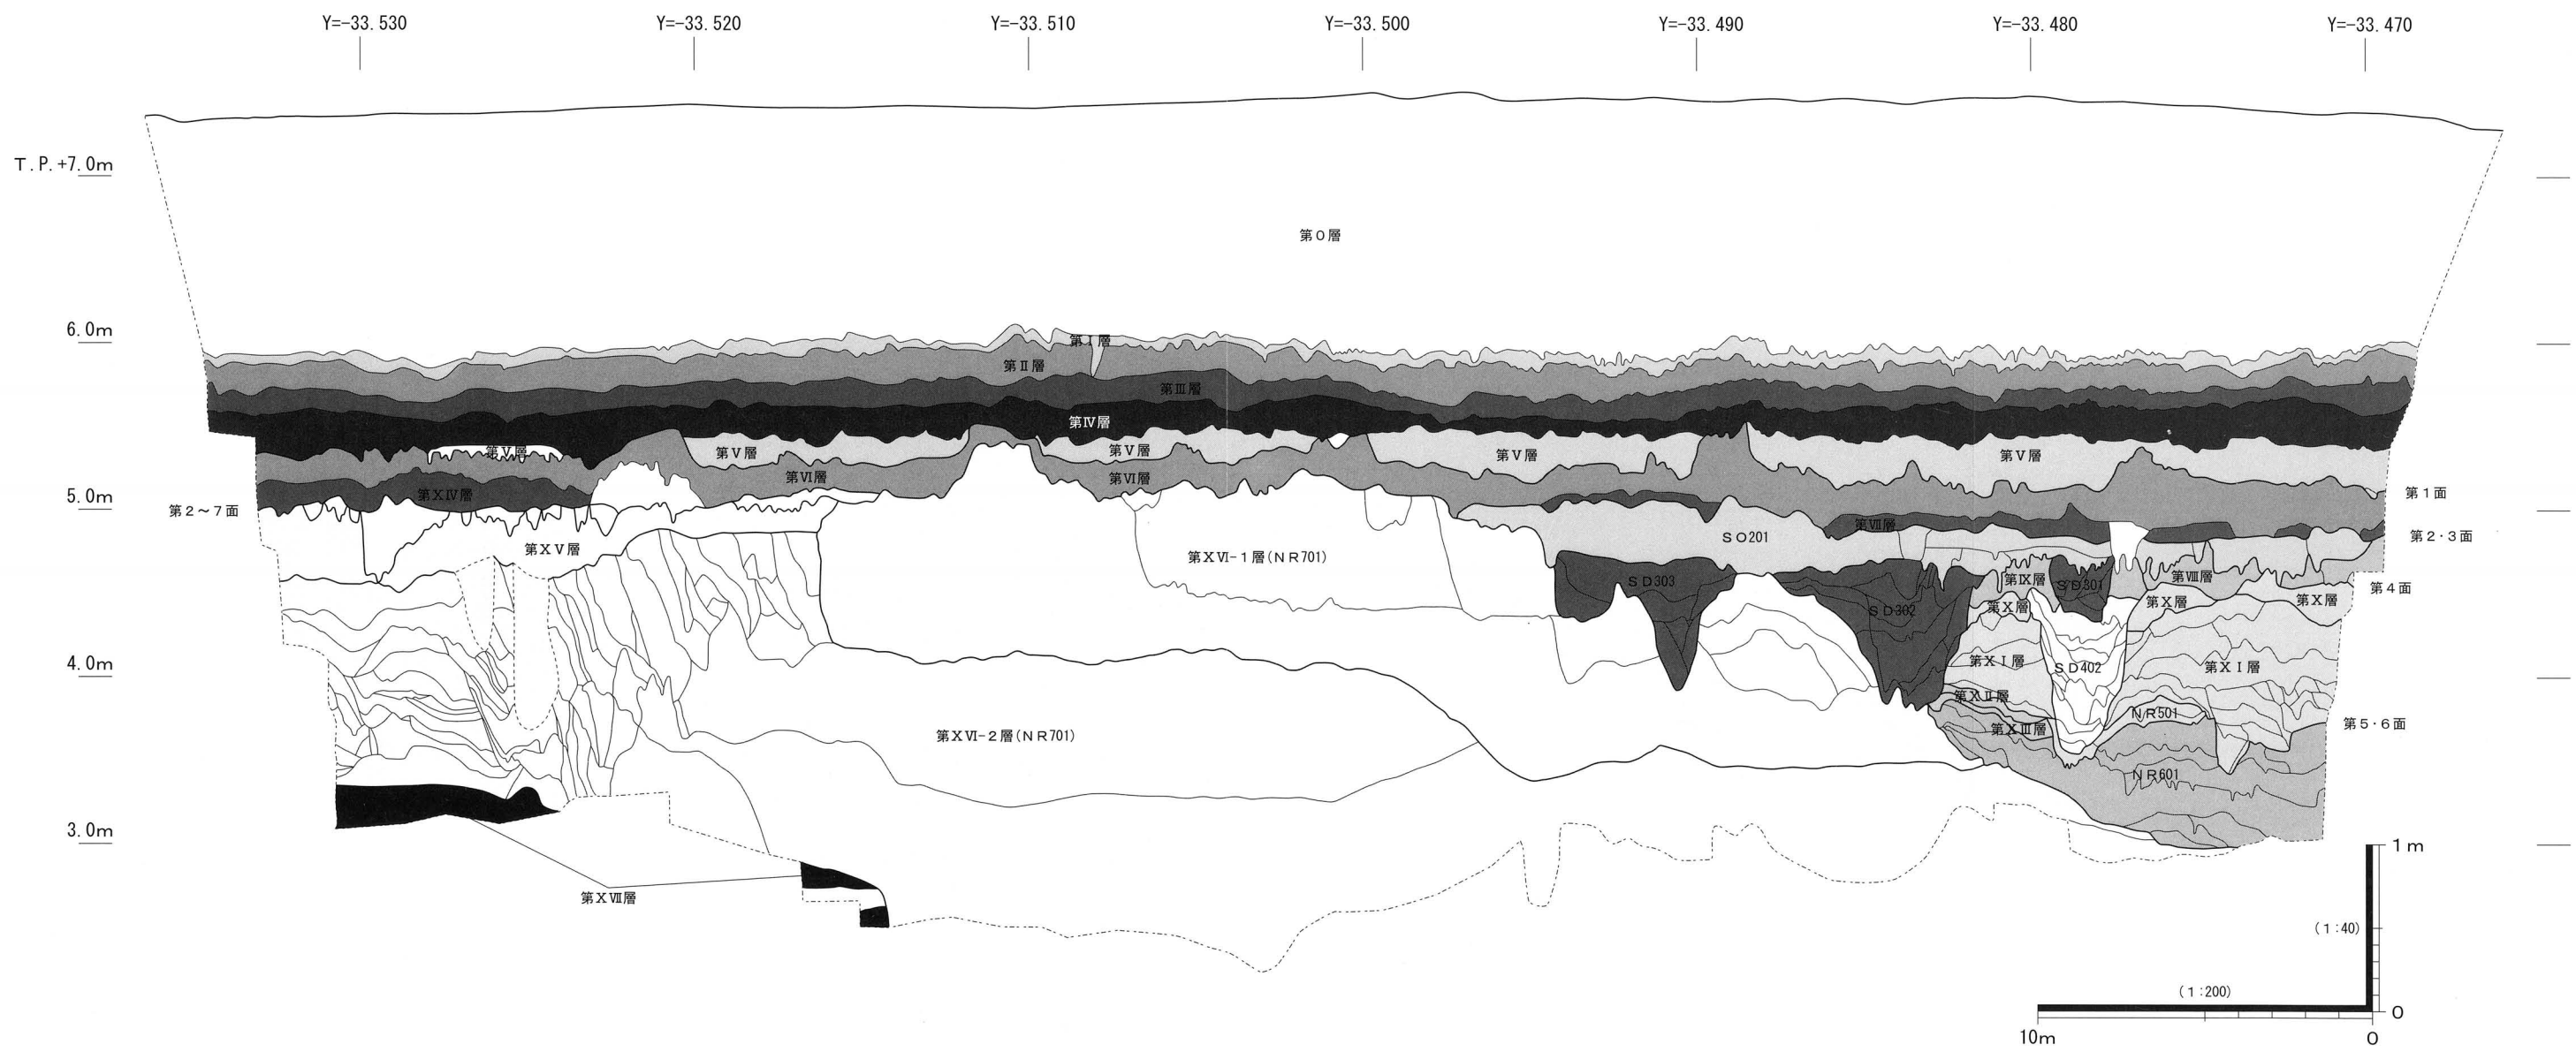 Y=-33.530
Y=-33.520
Y=-33.510
Y=-33.500
Y=-33.490
Y=-33.480
Y=-33.470
T.P.+7.0m
第0層
6.0m
第Ⅰ層
第Ⅱ層
第Ⅲ層
第Ⅳ層
第Ⅴ層
第Ⅴ層
第Ⅴ層
第Ⅴ層
第Ⅴ層
第Ⅵ層
第Ⅵ層
5.0m
第ⅩⅣ層
第1面
第2~7面
第Ⅶ層
SO201
第2・3面
第ⅩⅤ層
第ⅩⅥ-1層(NR701)
SD303
第Ⅸ層
SD301
第Ⅷ層
第4面
SD302
第Ⅹ層
第Ⅹ層
第Ⅹ層
4.0m
第ⅩⅠ層
SD402
第ⅩⅠ層
第ⅩⅡ層
NR501
第5・6面
第ⅩⅢ層
第ⅩⅥ-2層(NR701)
NR601
3.0m
第ⅩⅦ層
1m
(1:40)
(1:200)
0
10m
0